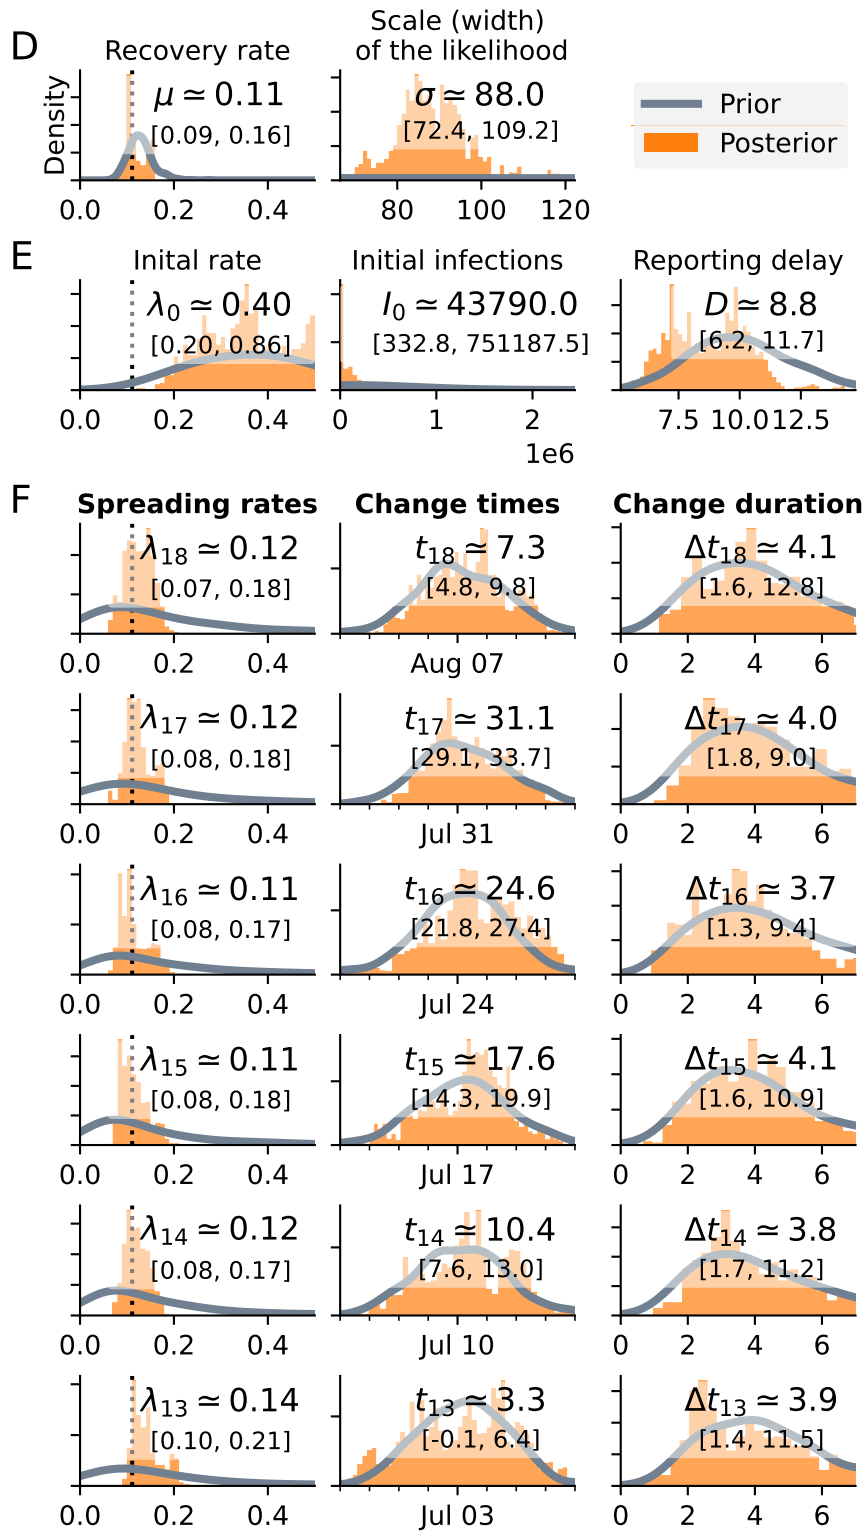 D
Recovery rate
Scale (width)
of the likelihood
Density
μ ≃ 0.11
[0.09, 0.16]
σ ≃ 88.0
[72.4, 109.2]
Prior
Posterior
0.0 0.2 0.4
80 100 120
E
Inital rate
Initial infections
Reporting delay
λ0 ≃ 0.40
[0.20, 0.86]
I0 ≃ 43790.0
[332.8, 751187.5]
D ≃ 8.8
[6.2, 11.7]
0.0 0.2 0.4
0 1 2
1e6
7.5 10.0 12.5
F
Spreading rates
Change times
Change duration
λ18 ≃ 0.12
[0.07, 0.18]
t18 ≃ 7.3
[4.8, 9.8]
Δt18 ≃ 4.1
[1.6, 12.8]
0.0 0.2 0.4
Aug 07
0 2 4 6
λ17 ≃ 0.12
[0.08, 0.18]
t17 ≃ 31.1
[29.1, 33.7]
Δt17 ≃ 4.0
[1.8, 9.0]
0.0 0.2 0.4
Jul 31
0 2 4 6
λ16 ≃ 0.11
[0.08, 0.17]
t16 ≃ 24.6
[21.8, 27.4]
Δt16 ≃ 3.7
[1.3, 9.4]
0.0 0.2 0.4
Jul 24
0 2 4 6
λ15 ≃ 0.11
[0.08, 0.18]
t15 ≃ 17.6
[14.3, 19.9]
Δt15 ≃ 4.1
[1.6, 10.9]
0.0 0.2 0.4
Jul 17
0 2 4 6
λ14 ≃ 0.12
[0.08, 0.17]
t14 ≃ 10.4
[7.6, 13.0]
Δt14 ≃ 3.8
[1.7, 11.2]
0.0 0.2 0.4
Jul 10
0 2 4 6
λ13 ≃ 0.14
[0.10, 0.21]
t13 ≃ 3.3
[-0.1, 6.4]
Δt13 ≃ 3.9
[1.4, 11.5]
0.0 0.2 0.4
Jul 03
0 2 4 6